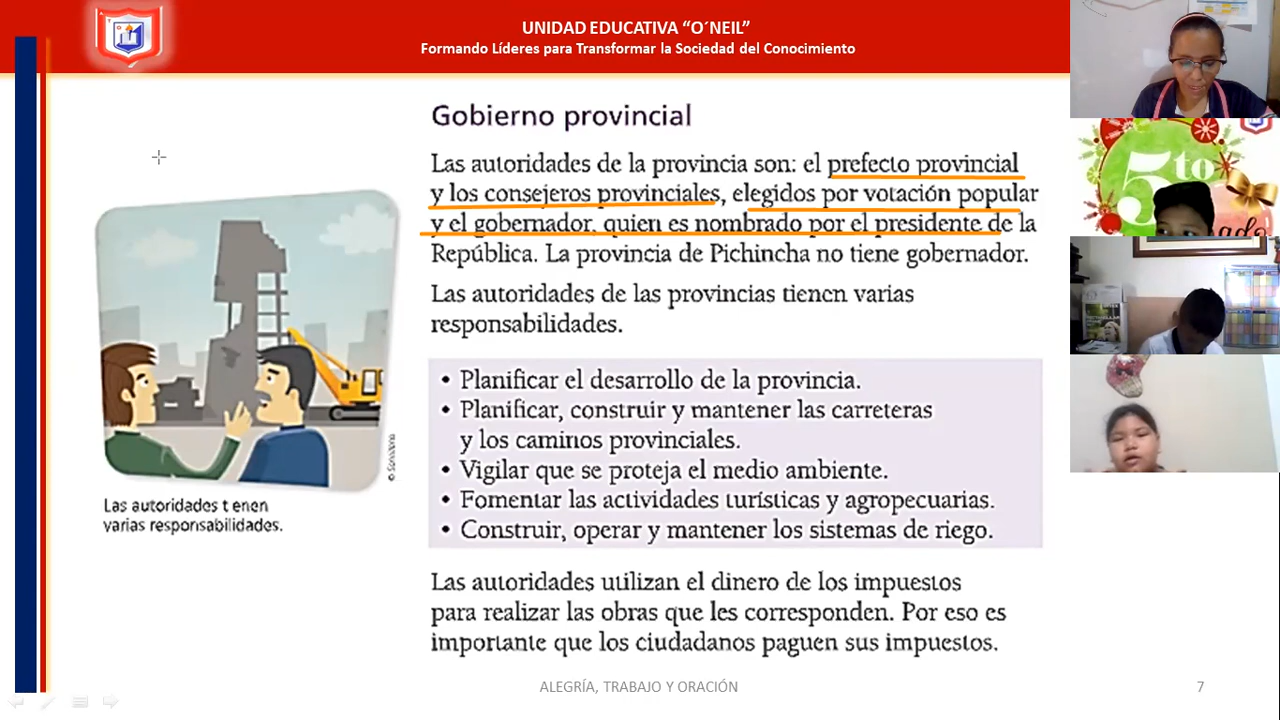 UNIDAD EDUCATIVA “O´NEIL”
Formando Líderes para Transformar la Sociedad del Conocimiento
Gobierno provincial
Las autoridades de la provincia son: el prefecto provincial
y los consejeros provinciales, elegidos por votación popular
y el gobernador, quien es nombrado por el presidente de la
República. La provincia de Pichincha no tiene gobernador.
Las autoridades de las provincias tienen varias
responsabilidades.
• Planificar el desarrollo de la provincia.
• Planificar, construir y mantener las carreteras
y los caminos provinciales.
• Vigilar que se proteja el medio ambiente.
• Fomentar las actividades turísticas y agropecuarias.
• Construir, operar y mantener los sistemas de riego.
Las autoridades utilizan el dinero de los impuestos
para realizar las obras que les corresponden. Por eso es
importante que los ciudadanos paguen sus impuestos.
© Santillana
Las autoridades t enen
varias responsabilidades.
ALEGRÍA, TRABAJO Y ORACIÓN
7
5to